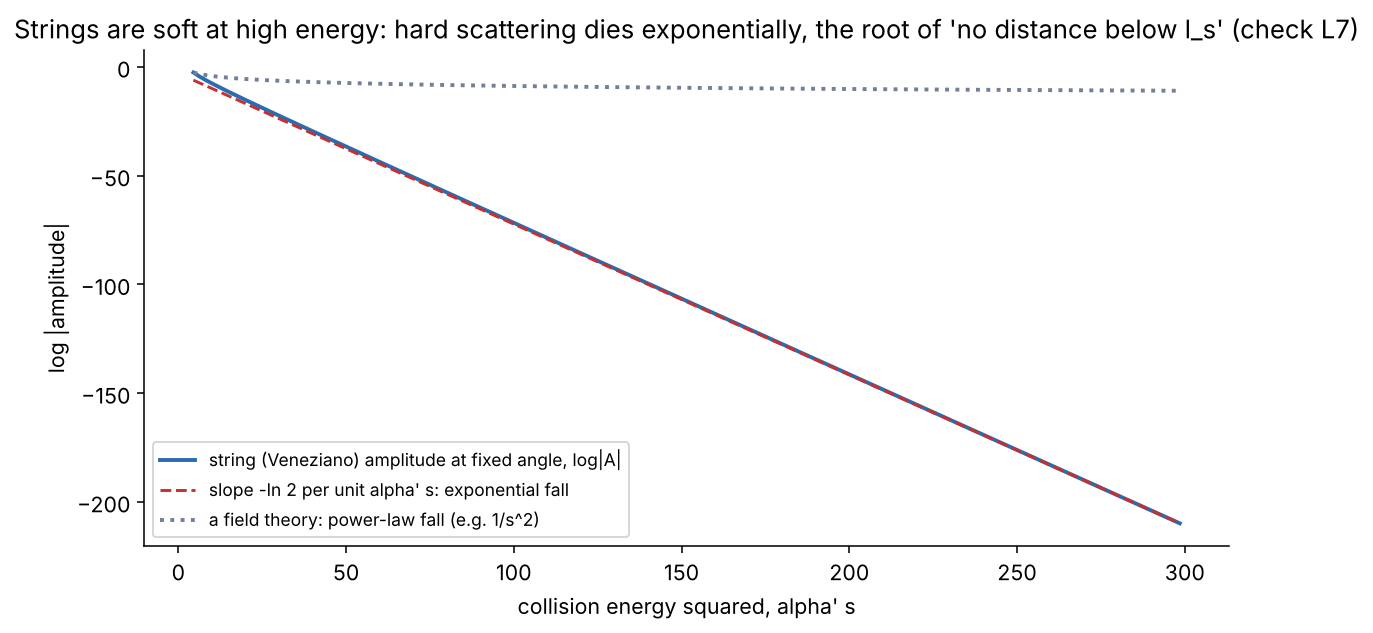 Strings are soft at high energy: hard scattering dies exponentially, the root of 'no distance below l_s' (check L7)
0
−50
−100
−150
−200
log |amplitude|
string (Veneziano) amplitude at fixed angle, log|A|
slope -ln 2 per unit alpha' s: exponential fall
a field theory: power-law fall (e.g. 1/s^2)
0 50 100 150 200 250 300
collision energy squared, alpha' s